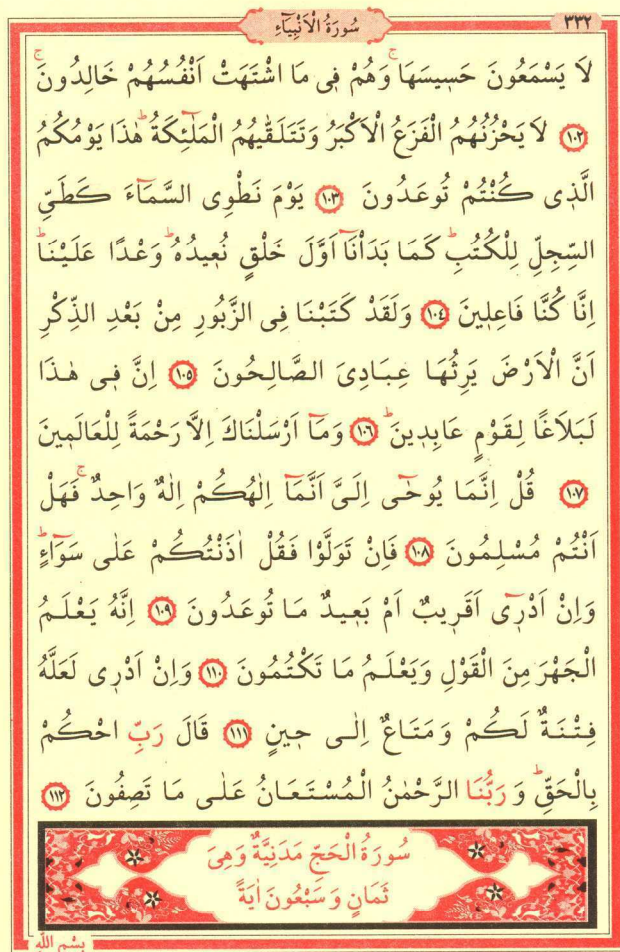 سُورَةُ الْاَنْبِيَٓاءِ
٣٣٢
لَا يَسْمَعُونَ حَسٖيسَهَاۚ وَهُمْ فٖى مَا اشْتَهَتْ اَنْفُسُهُمْ خَالِدُونَۚ
١٠٢ لَا يَحْزُنُهُمُ الْفَزَعُ الْاَكْبَرُ وَتَتَلَقّٰيهُمُ الْمَلٰٓئِكَةُۜ هٰذَا يَوْمُكُمُ
الَّذٖى كُنْتُمْ تُوعَدُونَ ١٠٣ يَوْمَ نَطْوِى السَّمَٓاءَ كَطَىِّ
السِّجِلِّ لِلْكُتُبِۜ كَمَا بَدَاْنَٓا اَوَّلَ خَلْقٍ نُعٖيدُهُۜ وَعْدًا عَلَيْنَاۜ
اِنَّا كُنَّا فَاعِلٖينَ ١٠٤ وَلَقَدْ كَتَبْنَا فِى الزَّبُورِ مِنْ بَعْدِ الذِّكْرِ
اَنَّ الْاَرْضَ يَرِثُهَا عِبَادِىَ الصَّالِحُونَ ١٠٥ اِنَّ فٖى هٰذَا
لَبَلَاغًا لِقَوْمٍ عَابِدٖينَۜ ١٠٦ وَمَٓا اَرْسَلْنَاكَ اِلَّا رَحْمَةً لِلْعَالَمٖينَ
١٠٧ قُلْ اِنَّمَا يُوحٰٓى اِلَىَّ اَنَّمَٓا اِلٰهُكُمْ اِلٰهٌ وَاحِدٌۚ فَهَلْ
اَنْتُمْ مُسْلِمُونَ ١٠٨ فَاِنْ تَوَلَّوْا فَقُلْ اٰذَنْتُكُمْ عَلٰى سَوَٓاءٍۜ
وَاِنْ اَدْرٖٓى اَقَرٖيبٌ اَمْ بَعٖيدٌ مَا تُوعَدُونَ ١٠٩ اِنَّهُ يَعْلَمُ
الْجَهْرَ مِنَ الْقَوْلِ وَيَعْلَمُ مَا تَكْتُمُونَ ١١٠ وَاِنْ اَدْرٖى لَعَلَّهُ
فِتْنَةٌ لَكُمْ وَمَتَاعٌ اِلٰى حٖينٍ ١١١ قَالَ رَبِّ احْكُمْ
بِالْحَقِّۜ وَرَبُّنَا الرَّحْمٰنُ الْمُسْتَعَانُ عَلٰى مَا تَصِفُونَ ١١٢
سُورَةُ الْحَجِّ مَدَنِيَّةٌ وَهِىَ
ثَمَانٍ وَسَبْعُونَ اٰيَةً
بِسْمِ اللّٰهِ